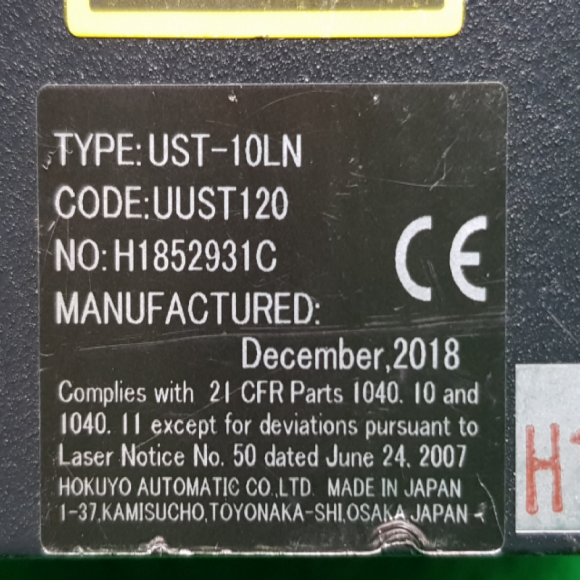 TYPE: UST-10LN
CODE:UUST120
NO: H1852931C
CE
MANUFACTURED:
December,2018
Complies with 21 CFR Parts 1040. 10 and
1040. 11 except for deviations pursuant to
Laser Notice No. 50 dated June 24. 2007
HOKUYO AUTOMATIC CO.,LTD. MADE IN JAPAN
1-37,KAMISUCHO,TOYONAKA-SHI,OSAKA,JAPAN